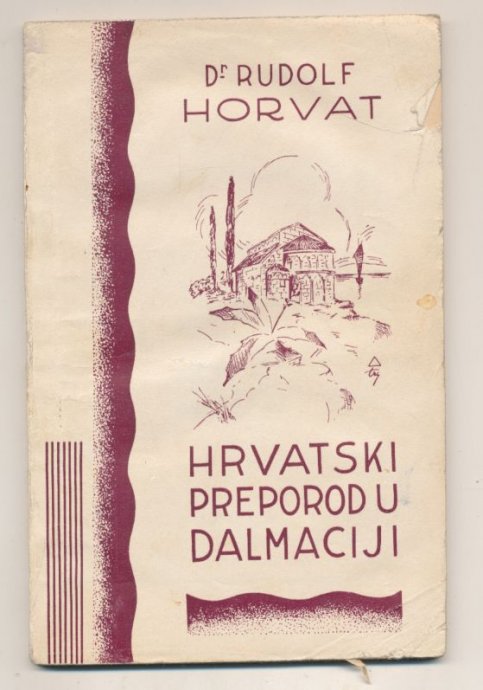 Dr RUDOLF
HORVAT
HRVATSKI
PREPOROD U
DALMACIJI